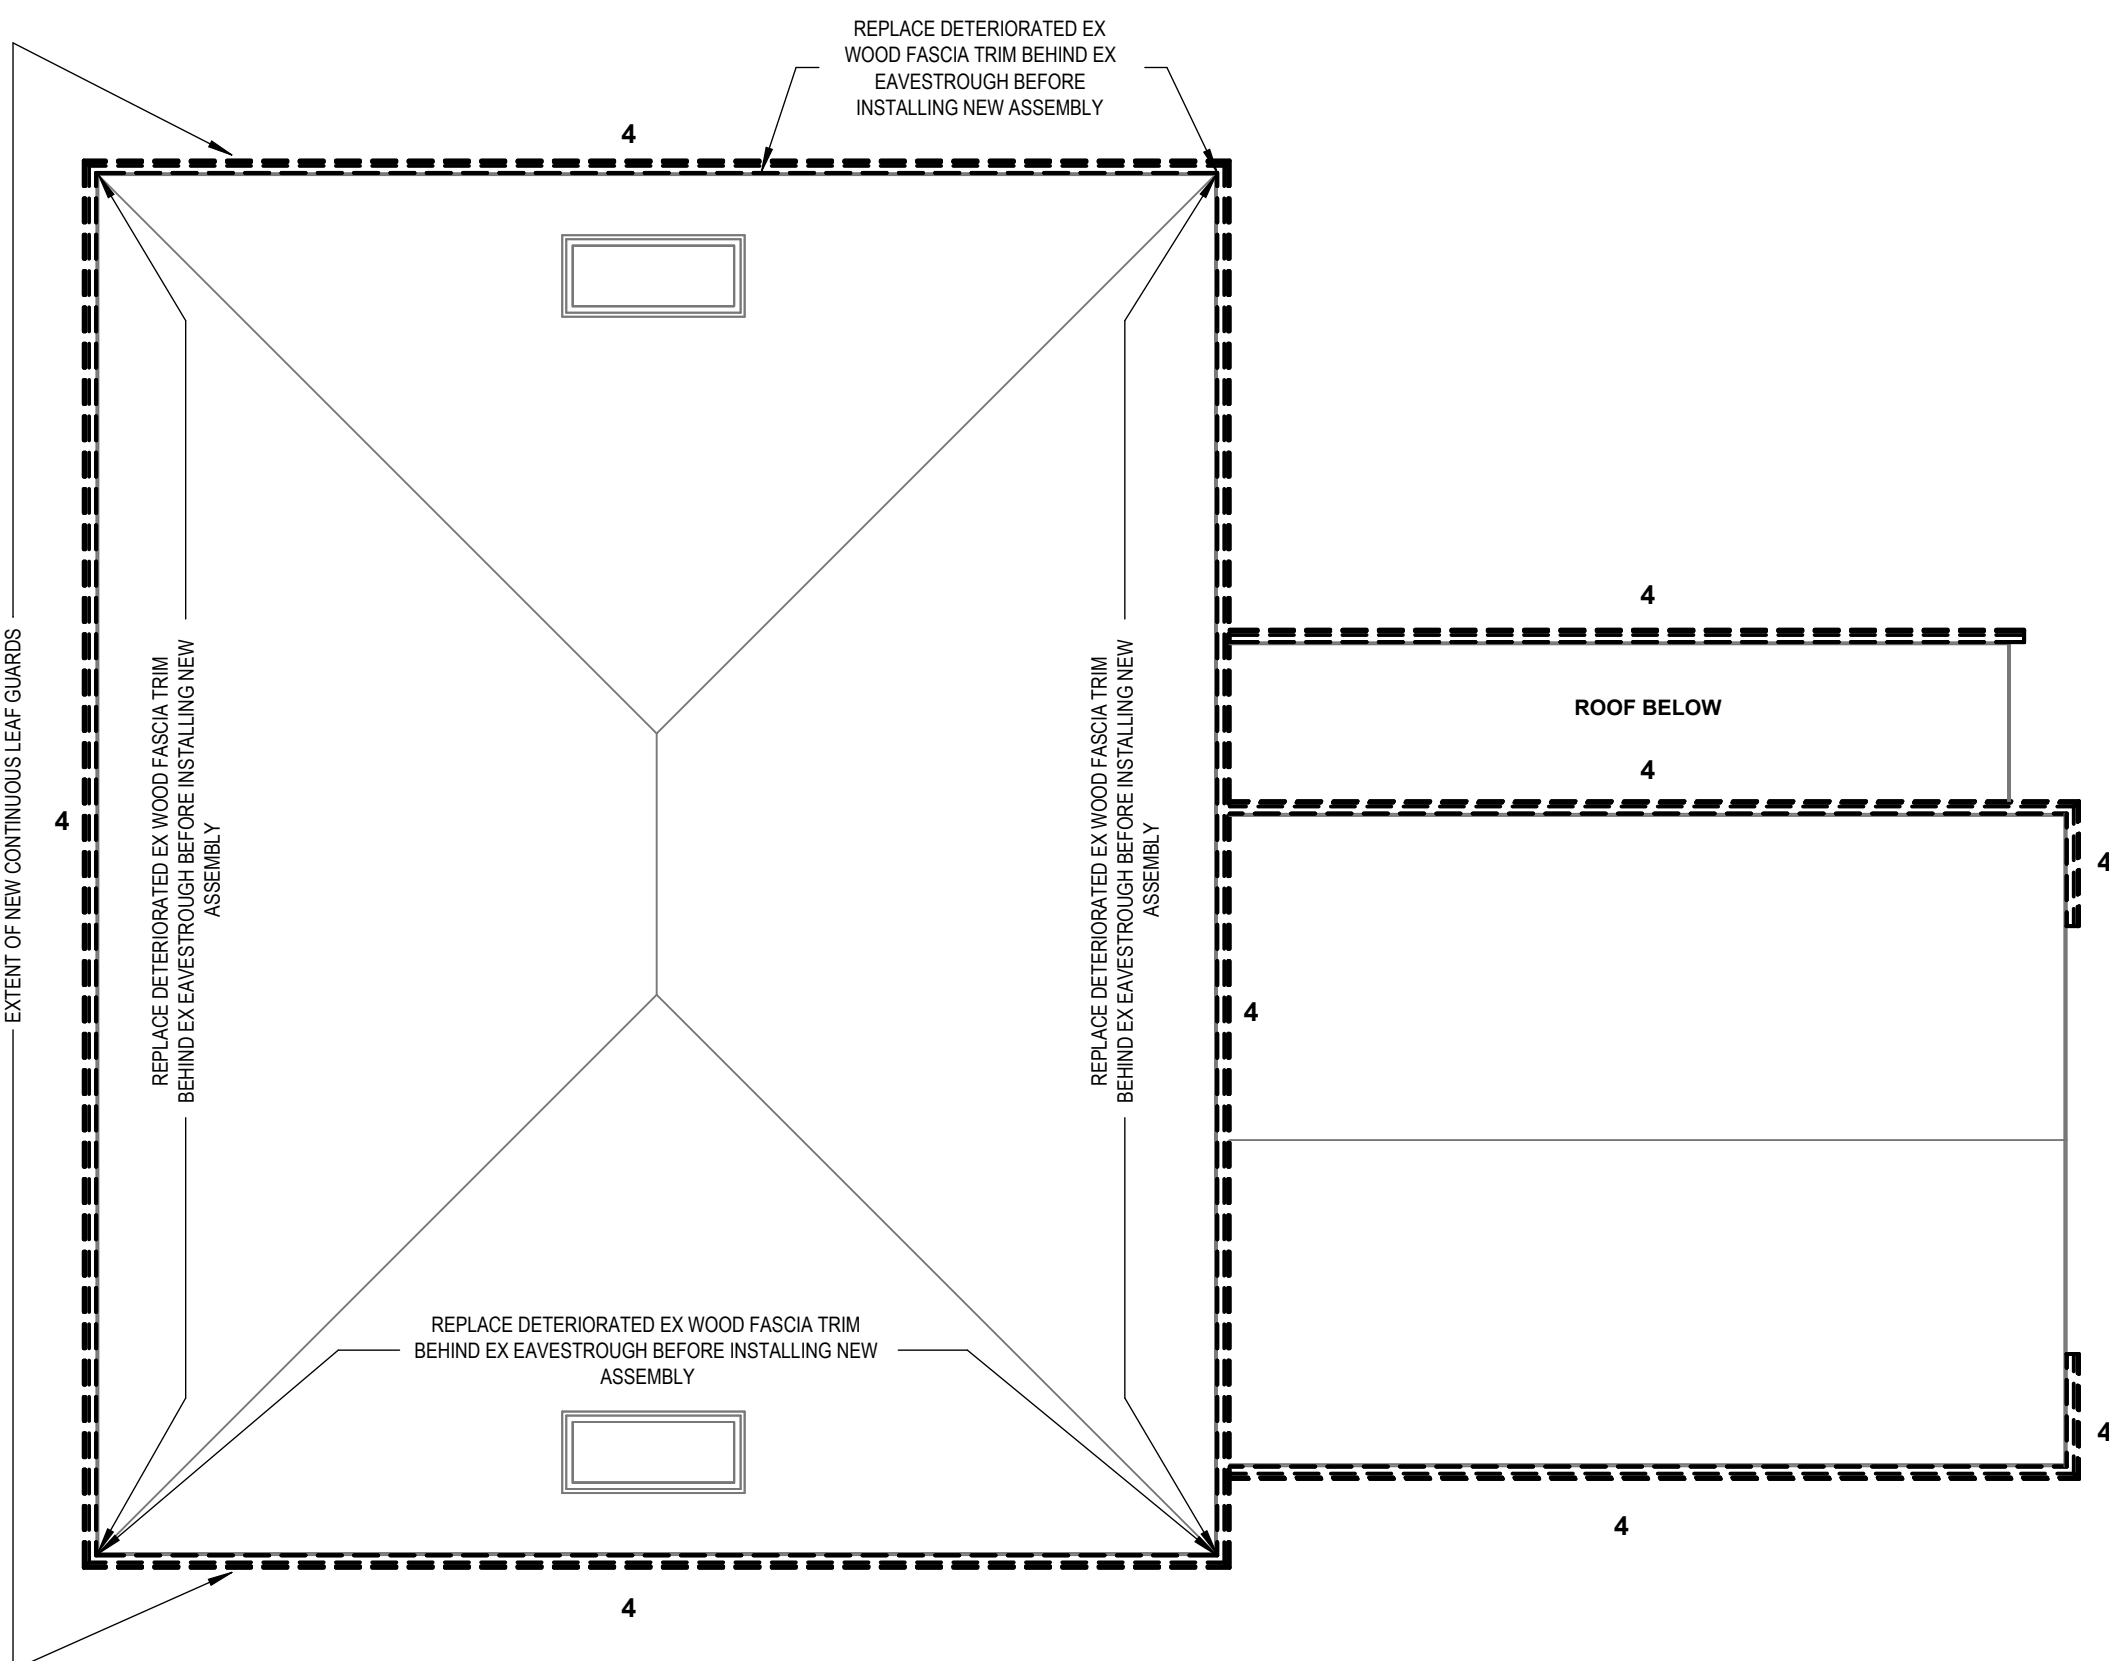 REPLACE DETERIORATED EX
WOOD FASCIA TRIM BEHIND EX
EAVESTROUGH BEFORE
INSTALLING NEW ASSEMBLY
4
EXTENT OF NEW CONTINUOUS LEAF GUARDS
4
REPLACE DETERIORATED EX WOOD FASCIA TRIM
BEHIND EX EAVESTROUGH BEFORE INSTALLING NEW
ASSEMBLY
REPLACE DETERIORATED EX WOOD FASCIA TRIM
BEHIND EX EAVESTROUGH BEFORE INSTALLING NEW
ASSEMBLY
4
ROOF BELOW
4
4
4
REPLACE DETERIORATED EX WOOD FASCIA TRIM
BEHIND EX EAVESTROUGH BEFORE INSTALLING NEW
ASSEMBLY
4
4
4